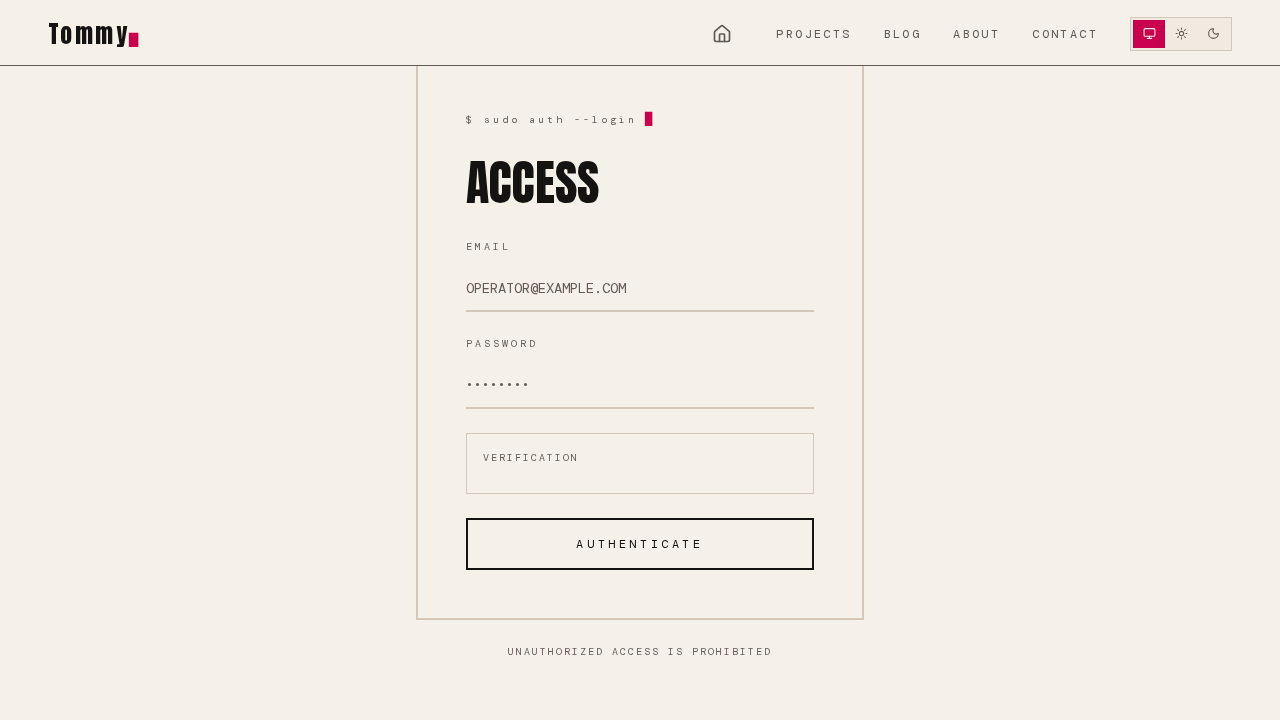 Tommy
PROJECTS BLOG ABOUT CONTACT
$ sudo auth --login
ACCESS
EMAIL
OPERATOR@EXAMPLE.COM
PASSWORD
••••••••
VERIFICATION
AUTHENTICATE
UNAUTHORIZED ACCESS IS PROHIBITED